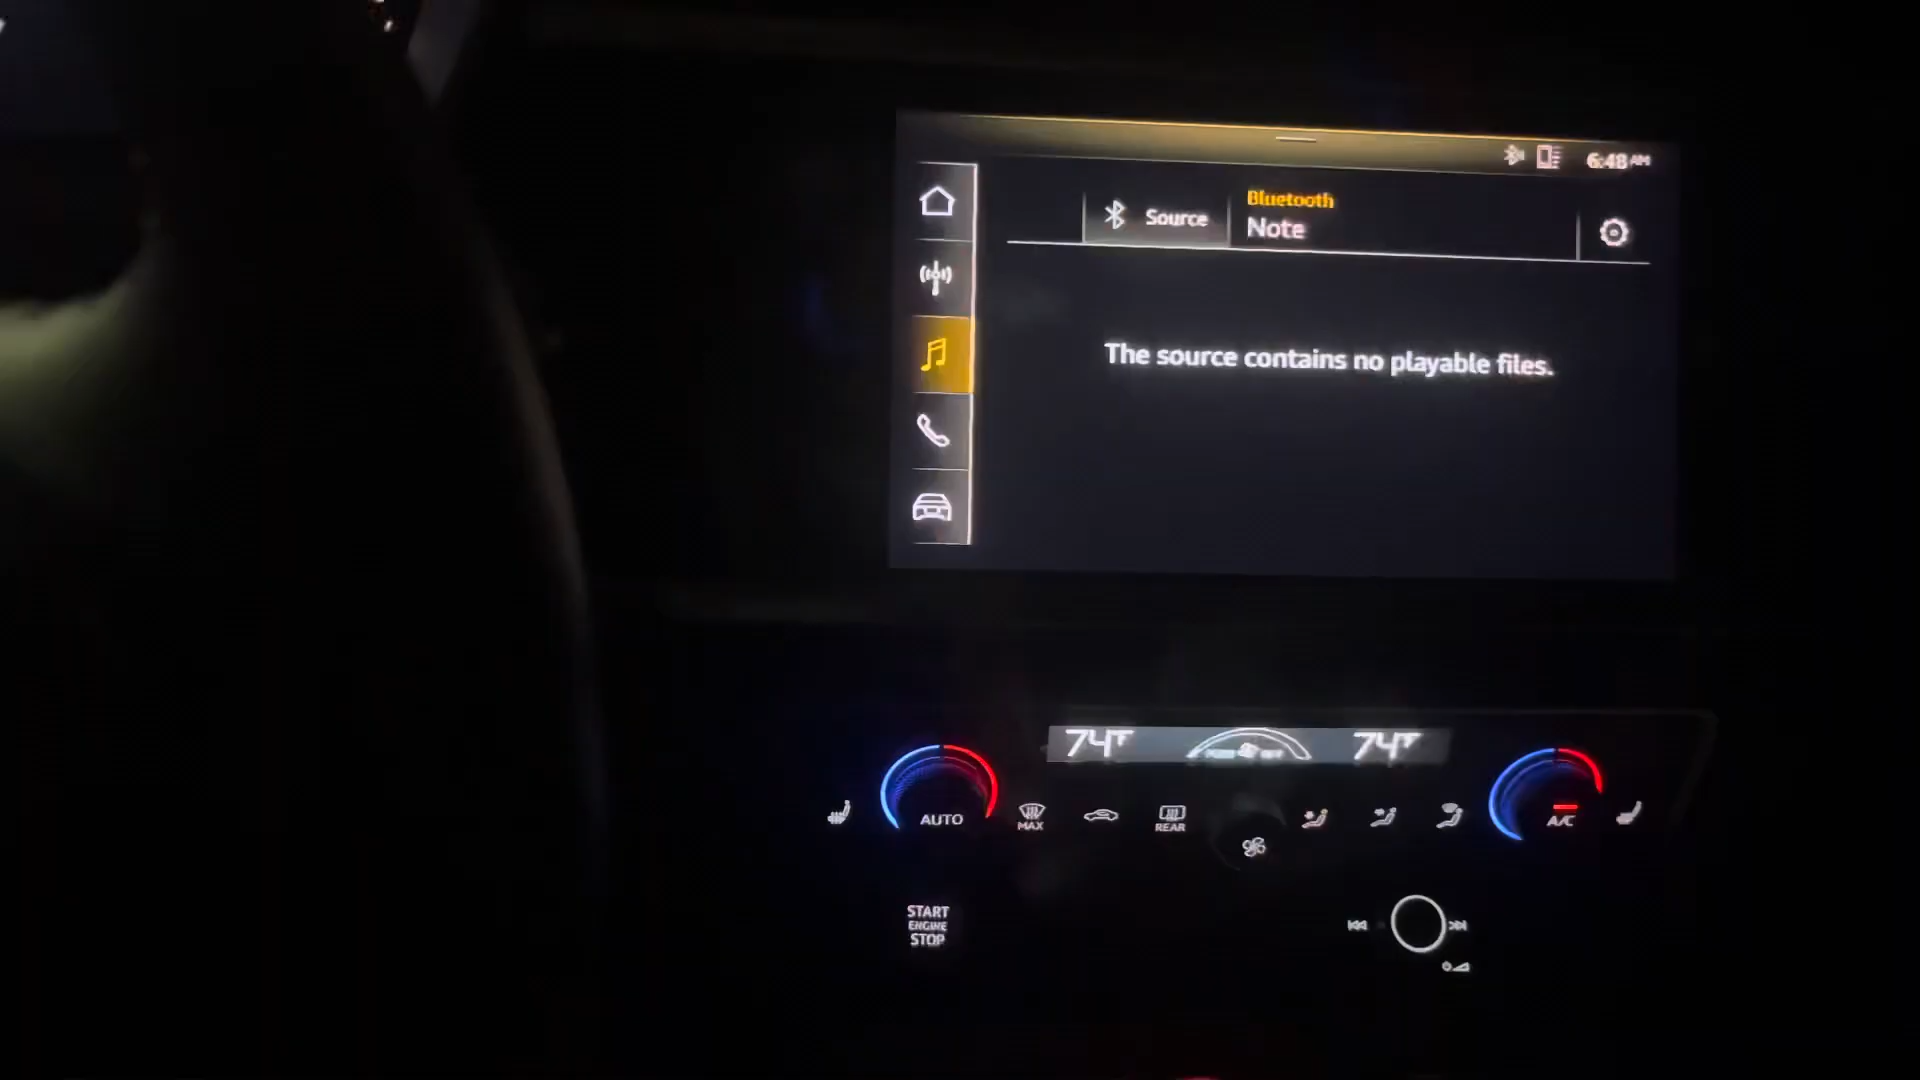 6:48 AM
Source
Bluetooth
Note
The source contains no playable files.
74°F
74°F
AUTO
MAX
REAR
A/C
START
ENGINE
STOP